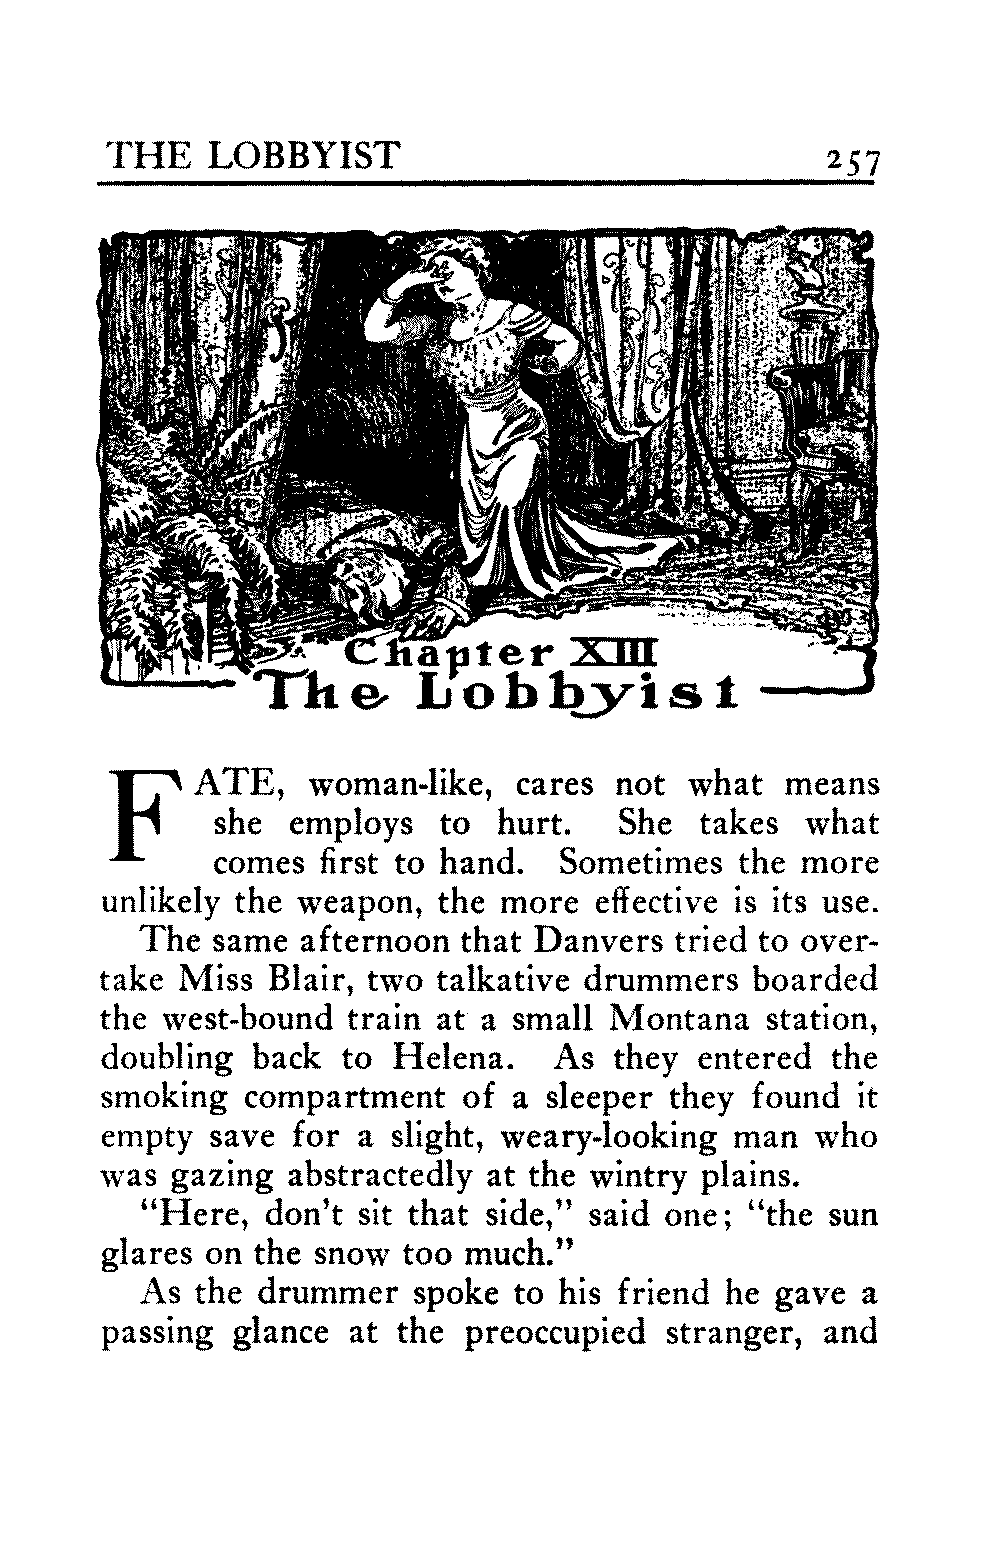 THE LOBBYIST 257
Chapter XIII
The Lobbyist
FATE, woman-like, cares not what means
she employs to hurt. She takes what
comes first to hand. Sometimes the more
unlikely the weapon, the more effective is its use.
The same afternoon that Danvers tried to over-
take Miss Blair, two talkative drummers boarded
the west-bound train at a small Montana station,
doubling back to Helena. As they entered the
smoking compartment of a sleeper they found it
empty save for a slight, weary-looking man who
was gazing abstractedly at the wintry plains.
“Here, don't sit that side,” said one; “the sun
glares on the snow too much.”
As the drummer spoke to his friend he gave a
passing glance at the preoccupied stranger, and